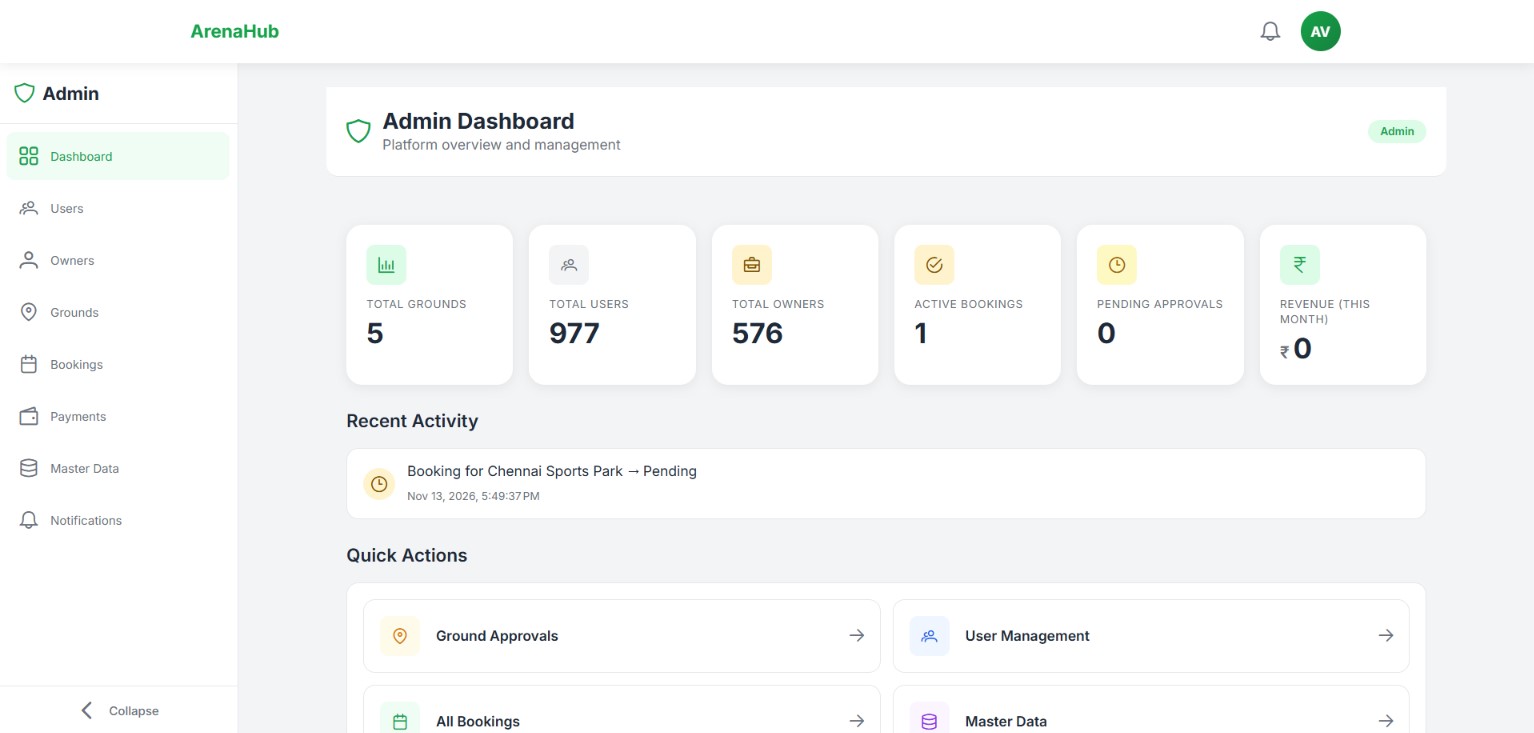 ArenaHub
AV
Admin
Dashboard
Users
Owners
Grounds
Bookings
Payments
Master Data
Notifications
Collapse
Admin Dashboard
Platform overview and management
Admin
TOTAL GROUNDS
5
TOTAL USERS
977
TOTAL OWNERS
576
ACTIVE BOOKINGS
1
PENDING APPROVALS
0
REVENUE (THIS
MONTH)
₹0
Recent Activity
Booking for Chennai Sports Park → Pending
Nov 13, 2026, 5:49:37 PM
Quick Actions
Ground Approvals
User Management
All Bookings
Master Data